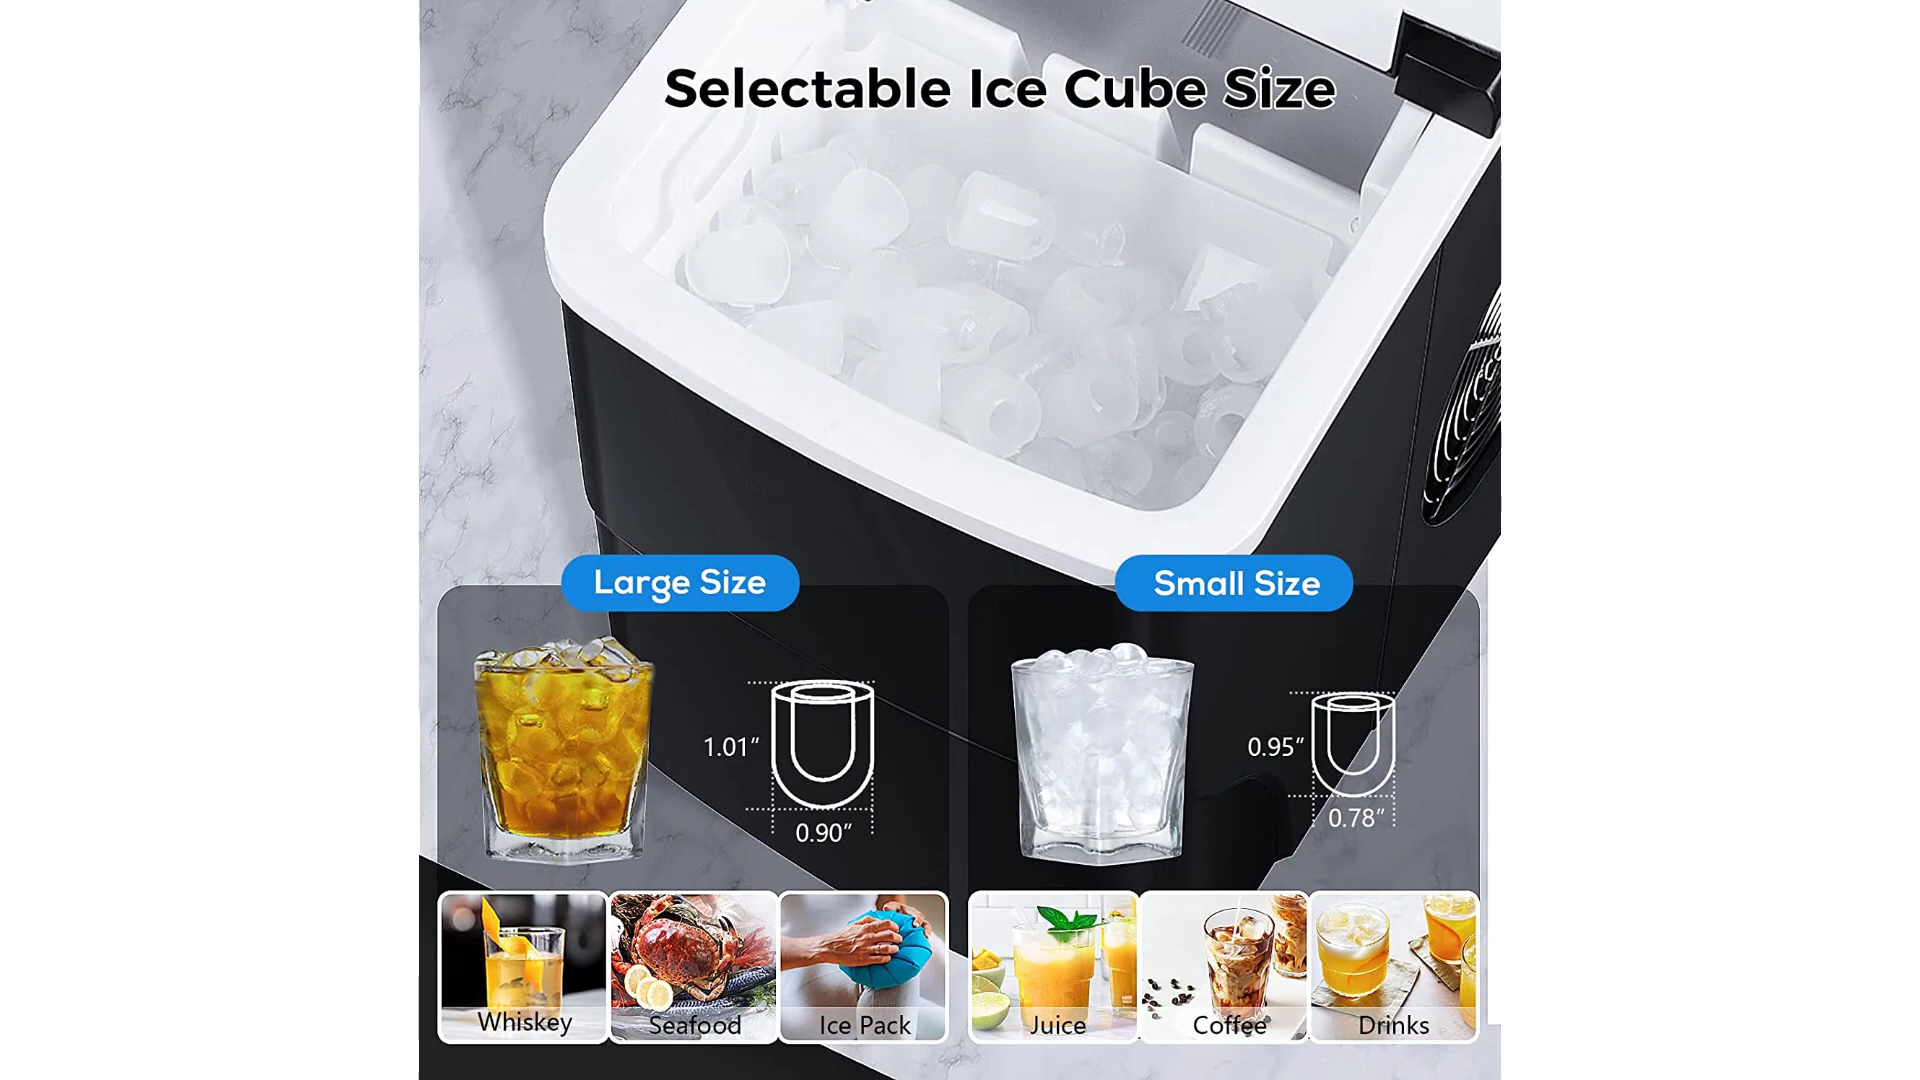 Selectable Ice Cube Size
Large Size
1.01"
0.90"
Small Size
0.95"
0.78"
Whiskey
Seafood
Ice Pack
Juice
Coffee
Drinks